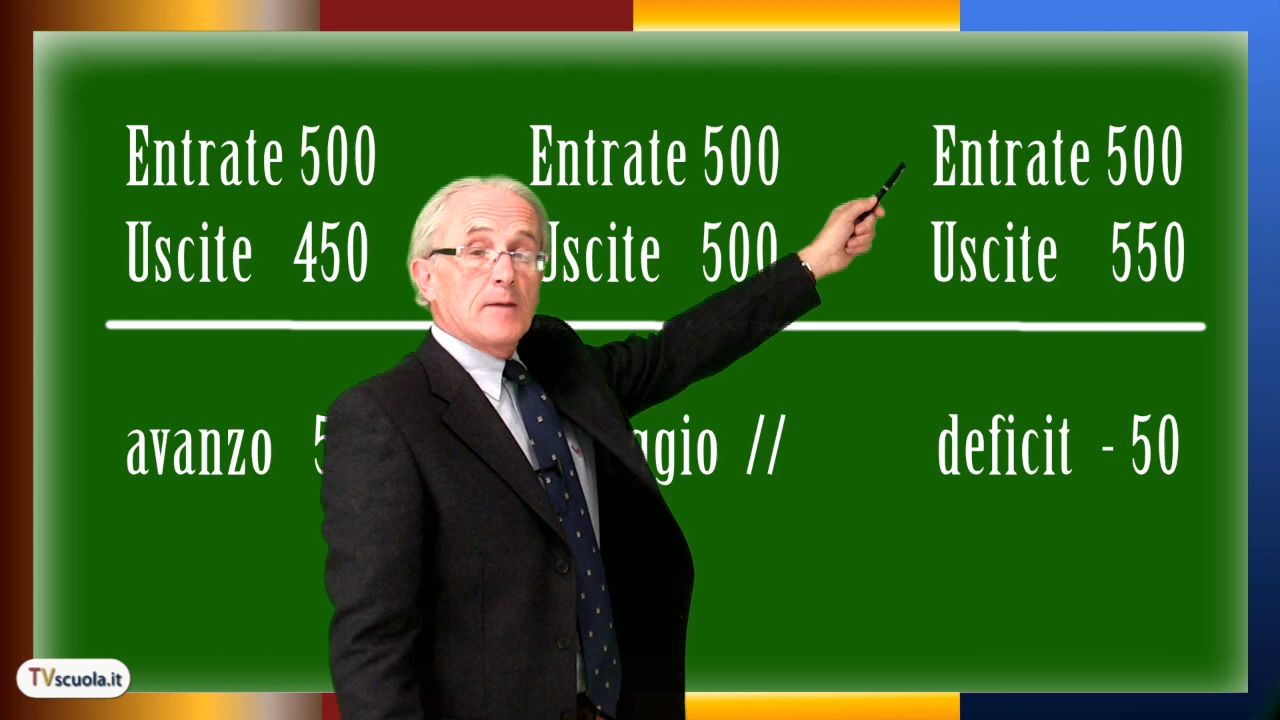 Entrate 500 Entrate 500 Entrate 500
Uscite 450 Uscite 500 Uscite 550
avanzo // deficit - 50
TVscuola.it